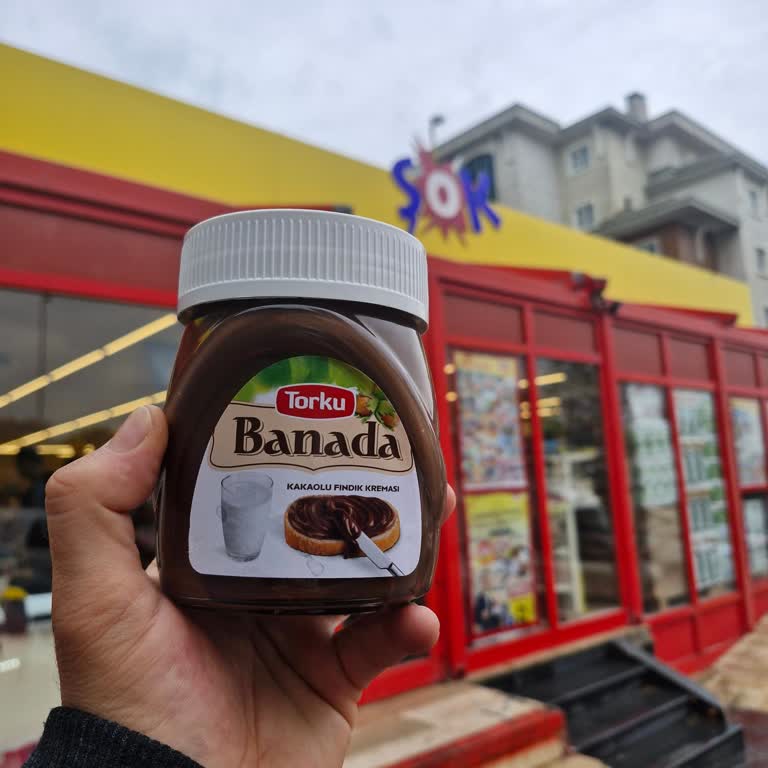 ŞOK
Torku
Banada
KAKAOLU FINDIK KREMASI